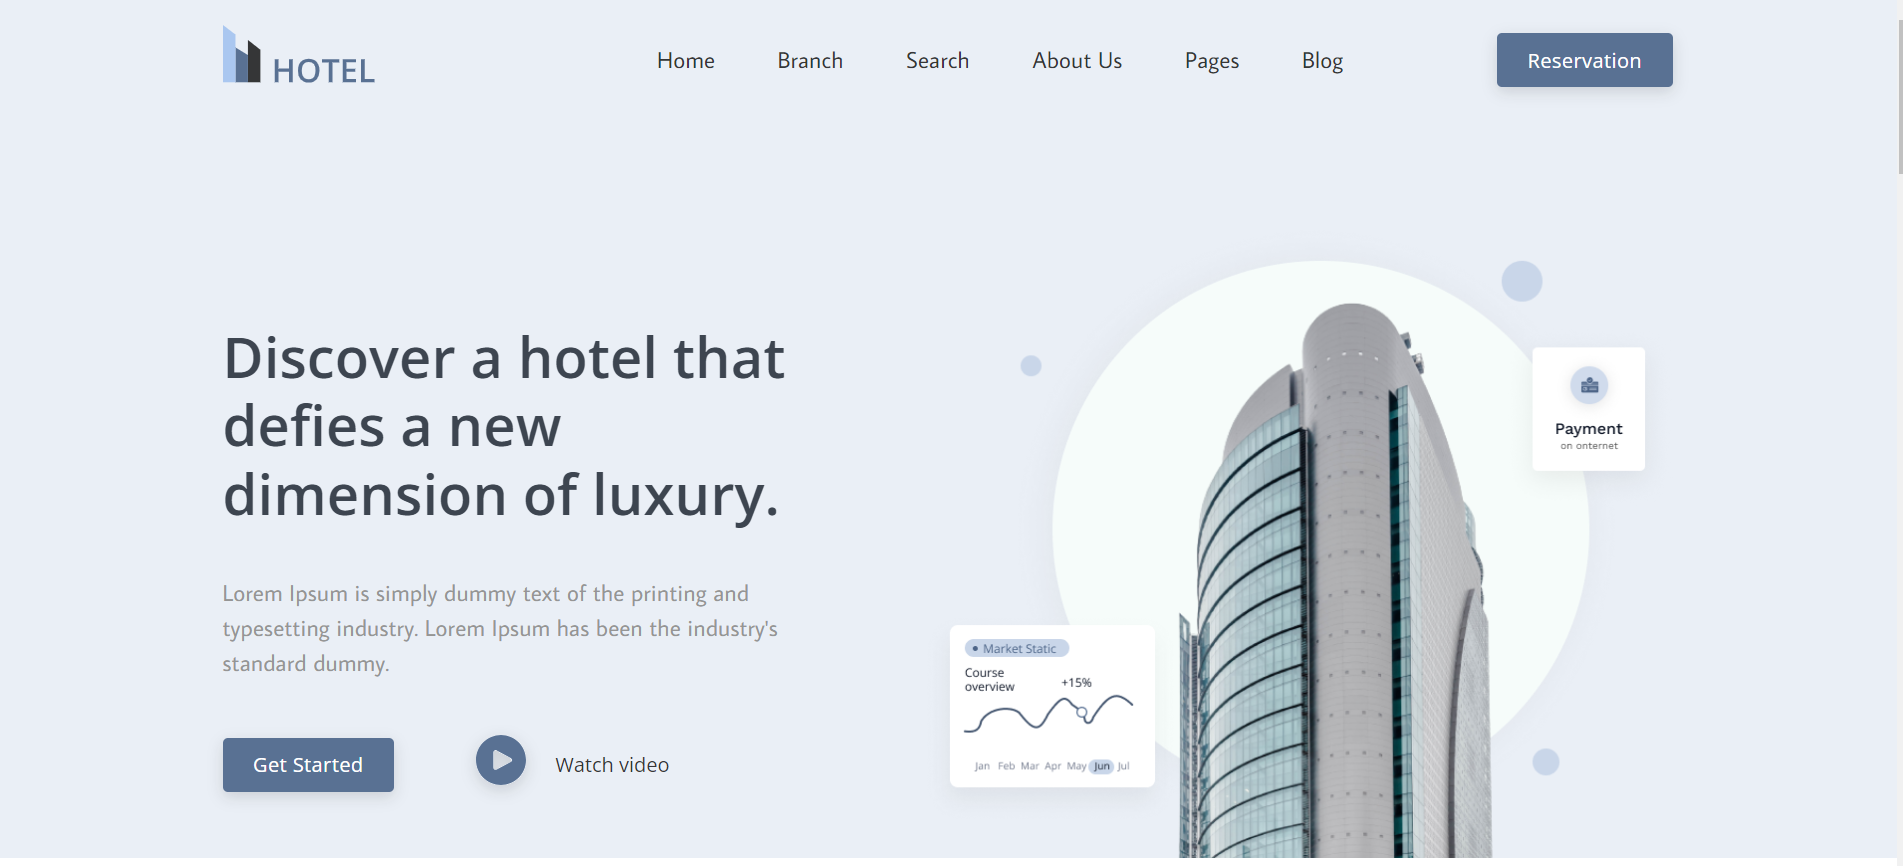 HOTEL
Home
Branch
Search
About Us
Pages
Blog
Reservation
Discover a hotel that
defies a new
dimension of luxury.
Lorem Ipsum is simply dummy text of the printing and
typesetting industry. Lorem Ipsum has been the industry's
standard dummy.
Get Started
Watch video
Payment
on onternet
Market Static
Course
overview
+15%
Jan Feb Mar Apr May Jun Jul